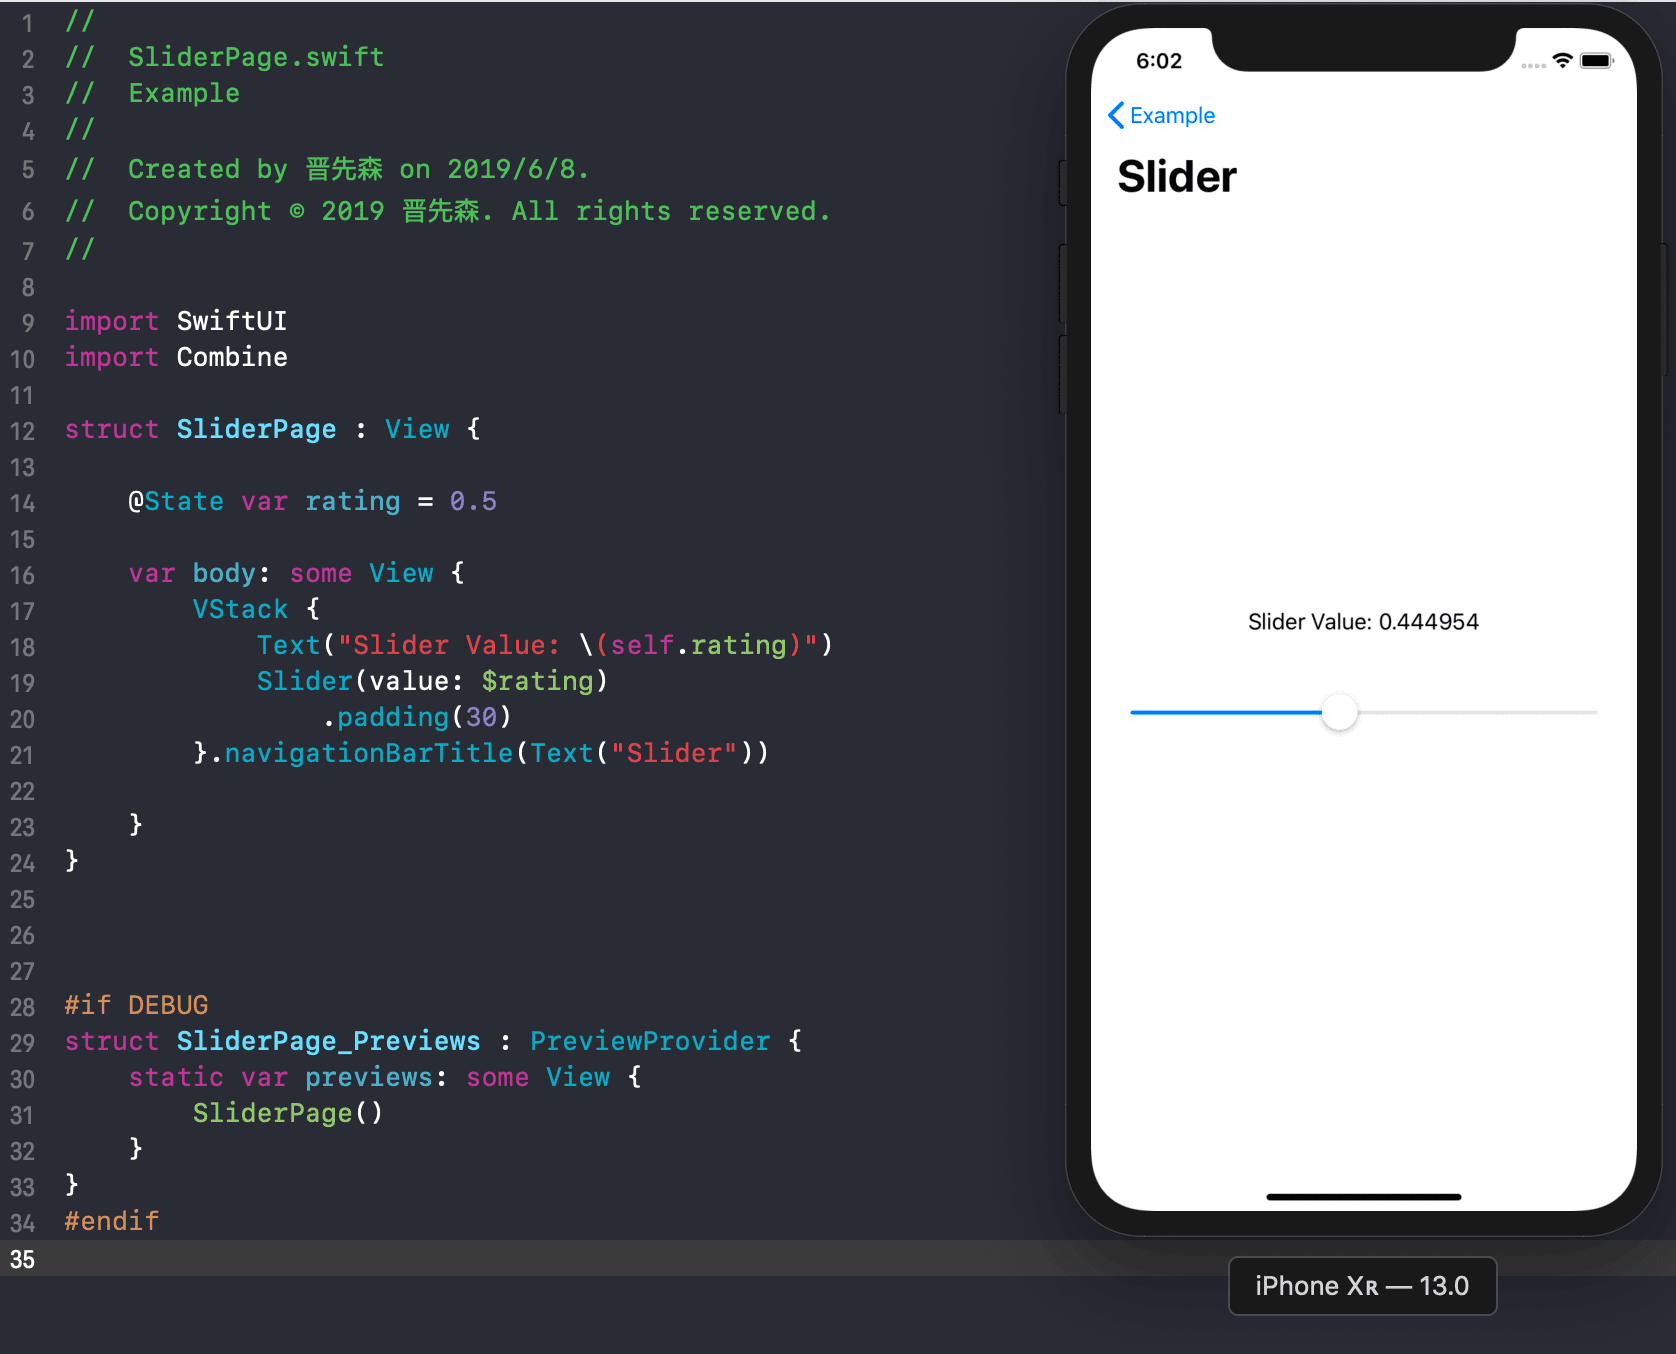 1 //
2 //  SliderPage.swift
3 //  Example
4 //
5 //  Created by 晋先森 on 2019/6/8.
6 //  Copyright © 2019 晋先森. All rights reserved.
7 //
8
9 import SwiftUI
10 import Combine
11
12 struct SliderPage : View {
13
14     @State var rating = 0.5
15
16     var body: some View {
17         VStack {
18             Text("Slider Value: \(self.rating)")
19             Slider(value: $rating)
20                 .padding(30)
21         }.navigationBarTitle(Text("Slider"))
22
23     }
24 }
25
26
27
28 #if DEBUG
29 struct SliderPage_Previews : PreviewProvider {
30     static var previews: some View {
31         SliderPage()
32     }
33 }
34 #endif
35
6:02
Example
Slider
Slider Value: 0.444954
iPhone Xʀ — 13.0